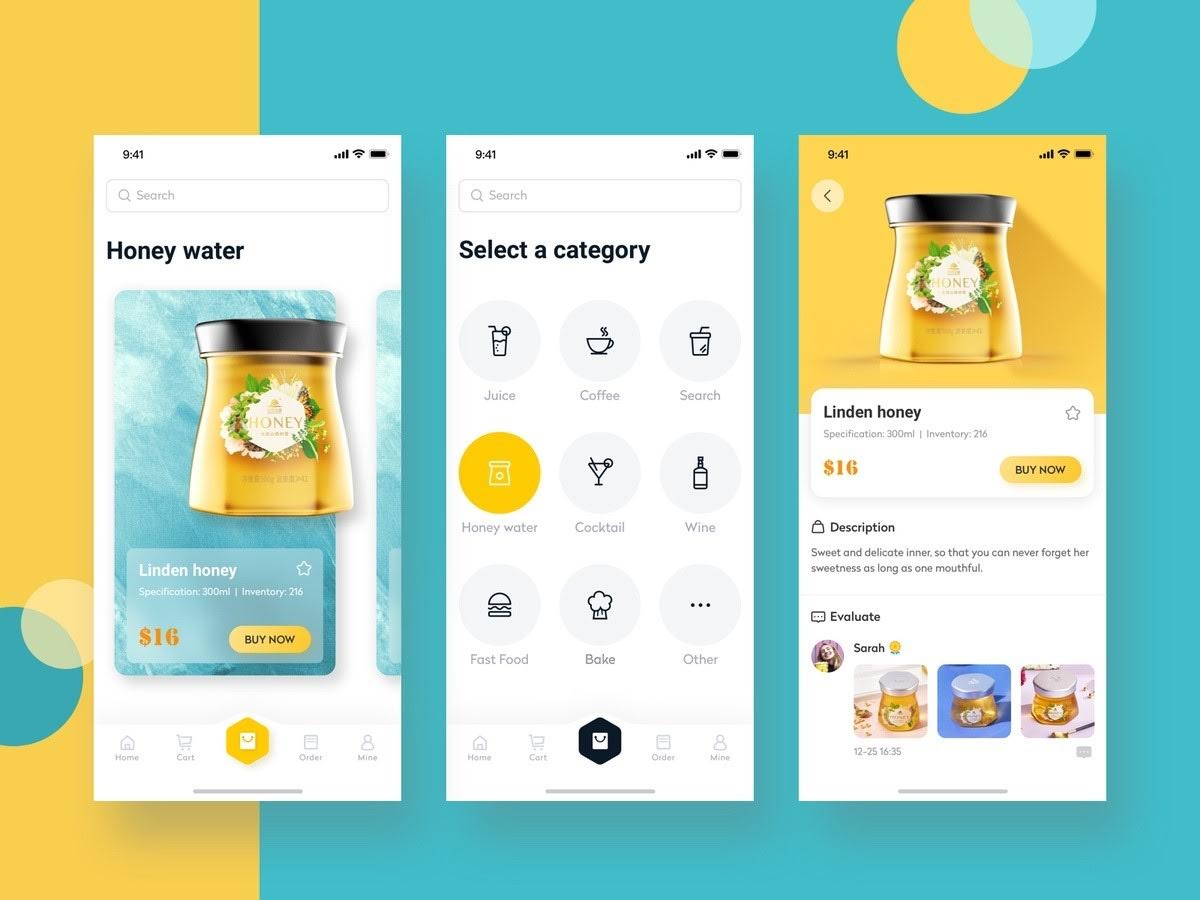 9:41
Search
Honey water
HONEY
Linden honey
Specification: 300ml | Inventory: 216
$16
BUY NOW
Home
Cart
Order
Mine
9:41
Search
Select a category
Juice
Coffee
Search
Honey water
Cocktail
Wine
Fast Food
Bake
Other
Home
Cart
Order
Mine
9:41
HONEY
Linden honey
Specification: 300ml | Inventory: 216
$16
BUY NOW
Description
Sweet and delicate inner, so that you can never forget her
sweetness as long as one mouthful.
Evaluate
Sarah
12-25 16:35